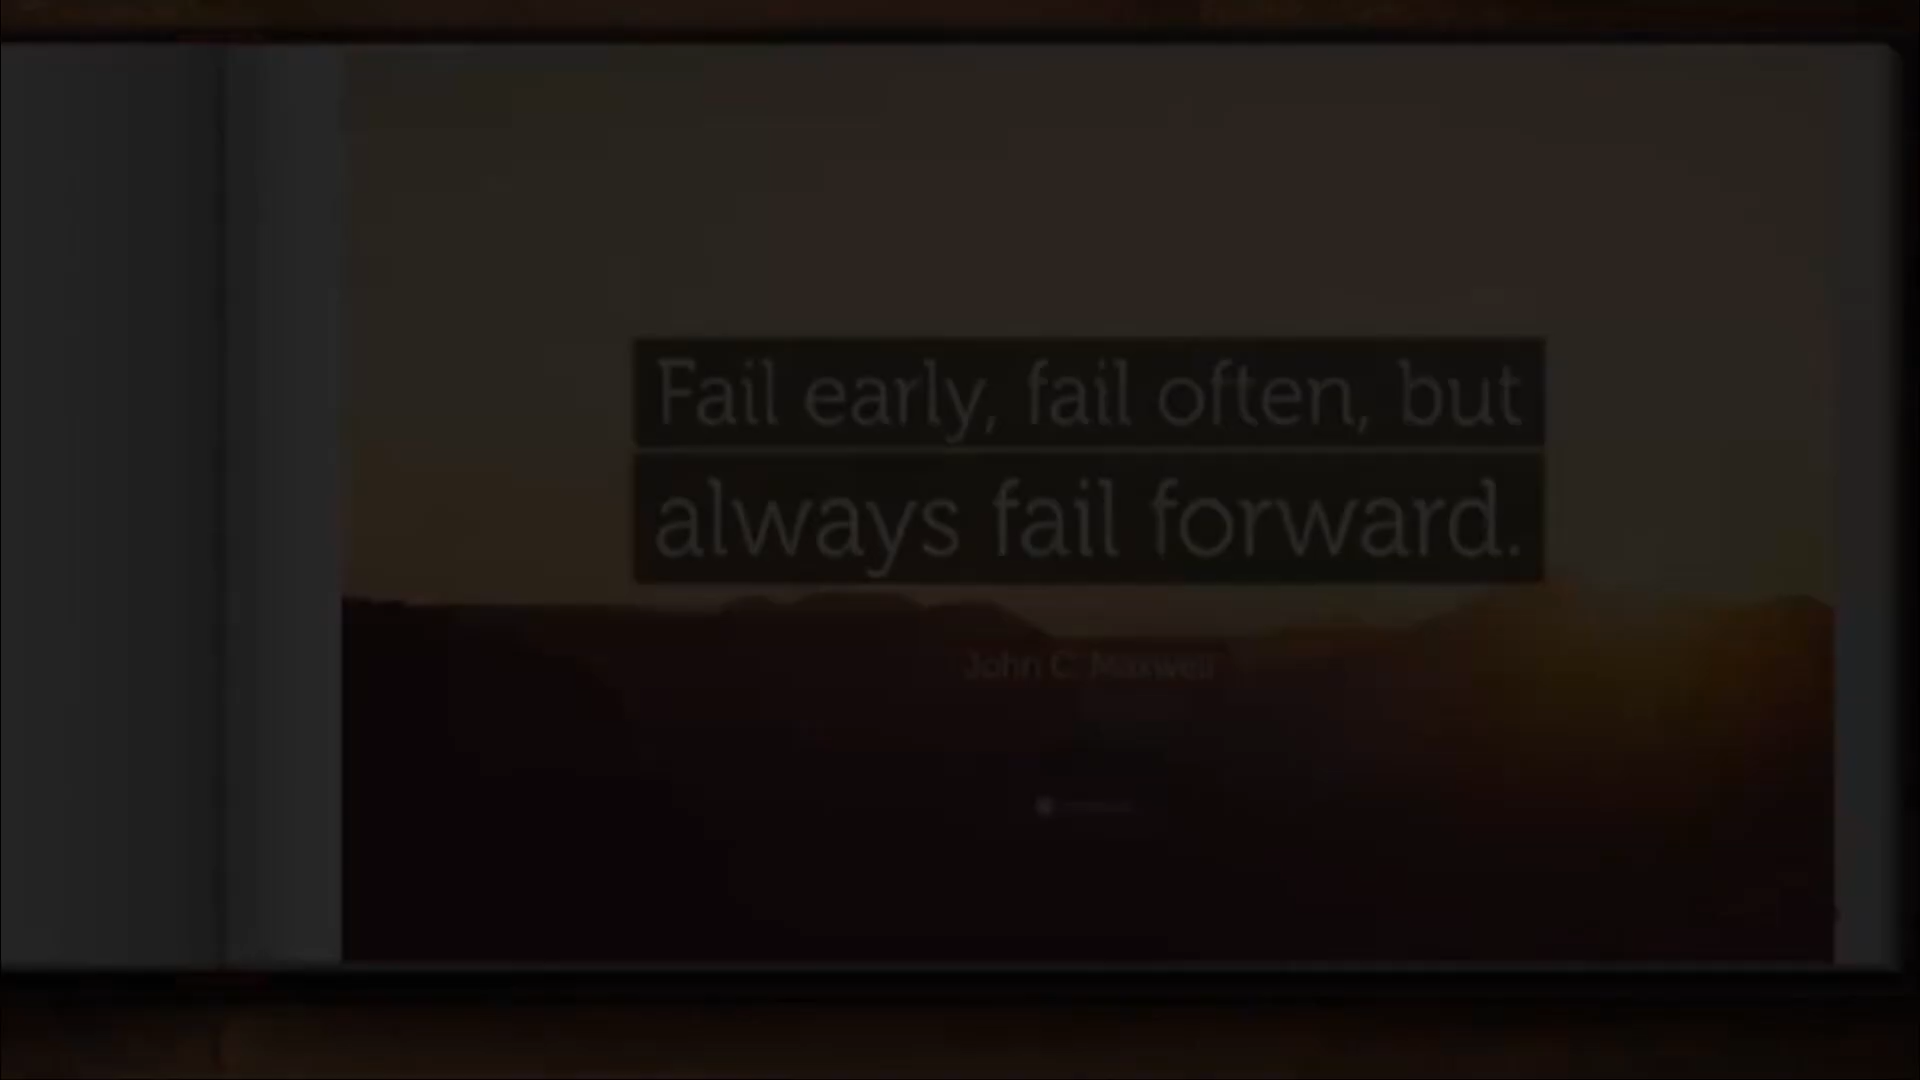 Fail early, fail often, but
always fail forward.
John C. Maxwell